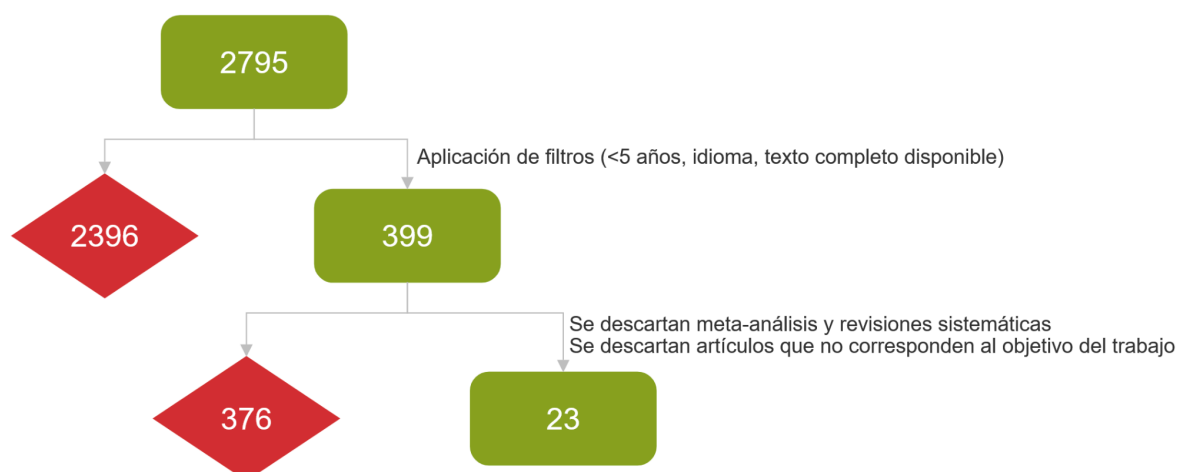 2795
Aplicación de filtros (<5 años, idioma, texto completo disponible)
2396
399
Se descartan meta-análisis y revisiones sistemáticas
Se descartan artículos que no corresponden al objetivo del trabajo
376
23